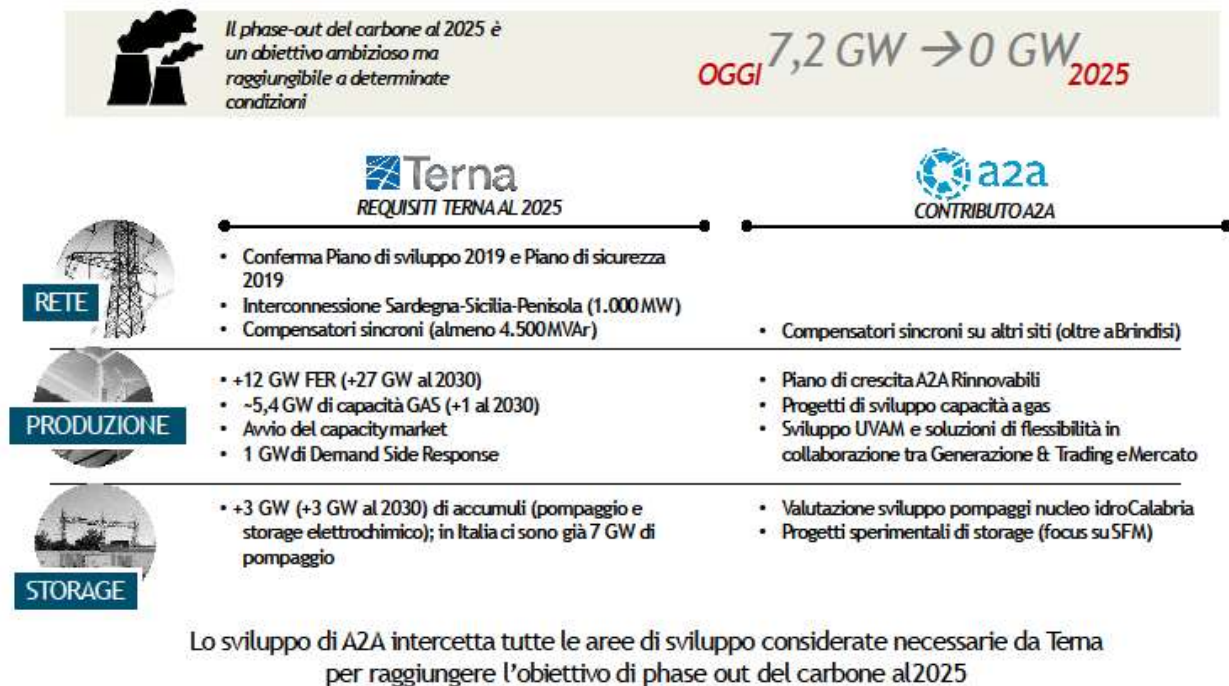 Il phase-out del carbone al 2025 è
un obiettivo ambizioso ma
raggiungibile a determinate
condizioni
OGGI 7,2 GW → 0 GW 2025
Terna
REQUISITI TERNA AL 2025
a2a
CONTRIBUTO A2A
RETE
• Conferma Piano di sviluppo 2019 e Piano di sicurezza
2019
• Interconnessione Sardegna-Sicilia-Penisola (1.000 MW)
• Compensatori sincroni (almeno 4.500 MVAr)
• Compensatori sincroni su altri siti (oltre a Brindisi)
PRODUZIONE
• +12 GW FER (+27 GW al 2030)
• ~5,4 GW di capacità GAS (+1 al 2030)
• Avvio del capacity market
• 1 GW di Demand Side Response
• Piano di crescita A2A Rinnovabili
• Progetti di sviluppo capacità a gas
• Sviluppo UVAM e soluzioni di flessibilità in
collaborazione tra Generazione & Trading e Mercato
STORAGE
• +3 GW (+3 GW al 2030) di accumuli (pompaggio e
storage elettrochimico); in Italia ci sono già 7 GW di
pompaggio
• Valutazione sviluppo pompaggi nucleo idro Calabria
• Progetti sperimentali di storage (focus su SFM)
Lo sviluppo di A2A intercetta tutte le aree di sviluppo considerate necessarie da Terna
per raggiungere l'obiettivo di phase out del carbone al 2025